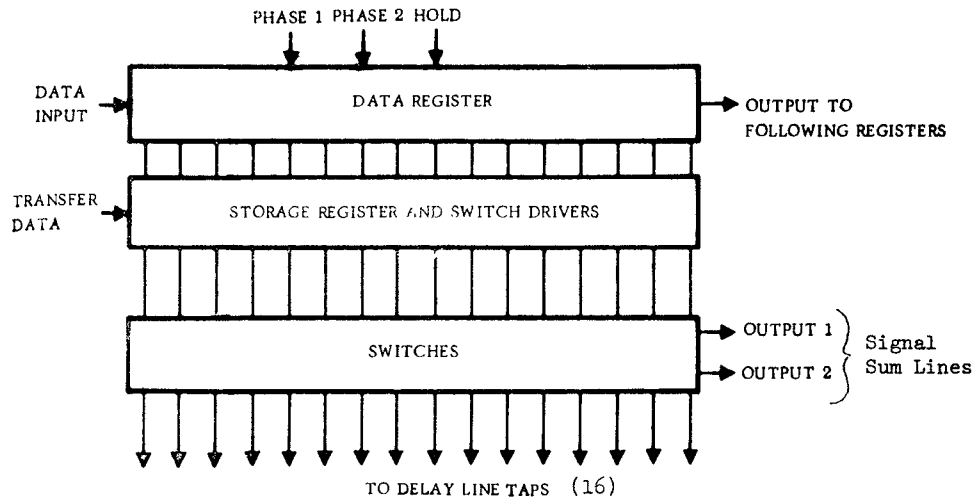 PHASE 1 PHASE 2 HOLD
DATA
INPUT
DATA REGISTER
OUTPUT TO
FOLLOWING REGISTERS
TRANSFER
DATA
STORAGE REGISTER AND SWITCH DRIVERS
SWITCHES
OUTPUT 1
OUTPUT 2
Signal
Sum Lines
TO DELAY LINE TAPS (16)